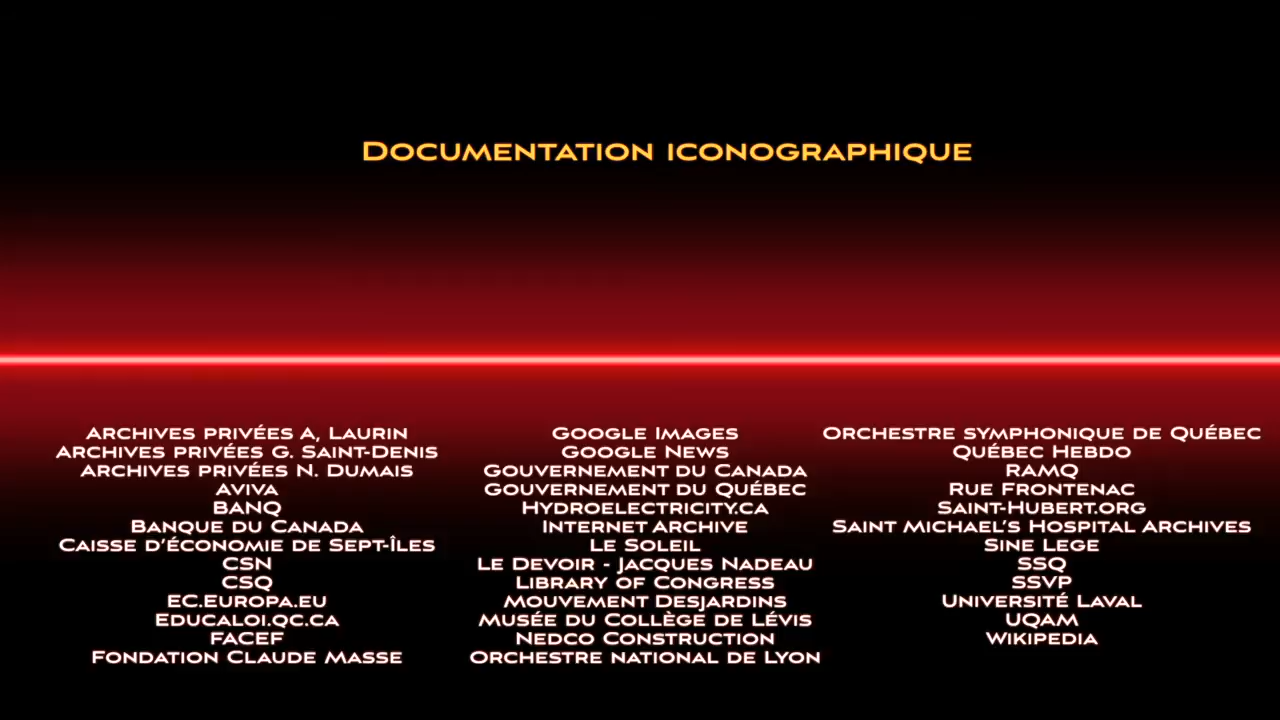 Documentation iconographique
Archives privées A, Laurin
Archives privées G. Saint-Denis
Archives privées N. Dumais
AVIVA
BANQ
Banque du Canada
Caisse d'économie de Sept-Îles
CSN
CSQ
EC.Europa.eu
Educaloi.qc.ca
FACEF
Fondation Claude Masse
Google Images
Google News
Gouvernement du Canada
Gouvernement du Québec
Hydroelectricity.ca
Internet Archive
Le Soleil
Le Devoir - Jacques Nadeau
Library of Congress
Mouvement Desjardins
Musée du Collège de Lévis
Nedco Construction
Orchestre national de Lyon
Orchestre symphonique de Québec
Québec Hebdo
RAMQ
Rue Frontenac
Saint-Hubert.org
Saint Michael's Hospital Archives
Sine Lege
SSQ
SSVP
Université Laval
UQAM
Wikipedia